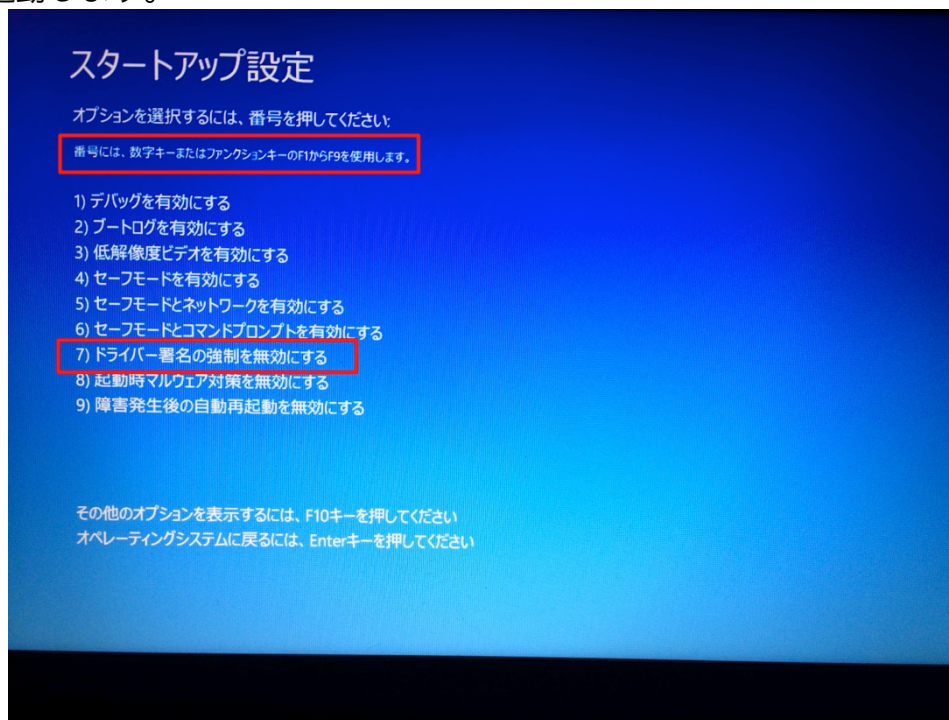 スタートアップ設定
オプションを選択するには、番号を押してください:
番号には、数字キーまたはファンクションキーのF1からF9を使用します。
1) デバッグを有効にする
2) ブートログを有効にする
3) 低解像度ビデオを有効にする
4) セーフモードを有効にする
5) セーフモードとネットワークを有効にする
6) セーフモードとコマンドプロンプトを有効にする
7) ドライバー署名の強制を無効にする
8) 起動時マルウェア対策を無効にする
9) 障害発生後の自動再起動を無効にする
その他のオプションを表示するには、F10キーを押してください
オペレーティングシステムに戻るには、Enterキーを押してください